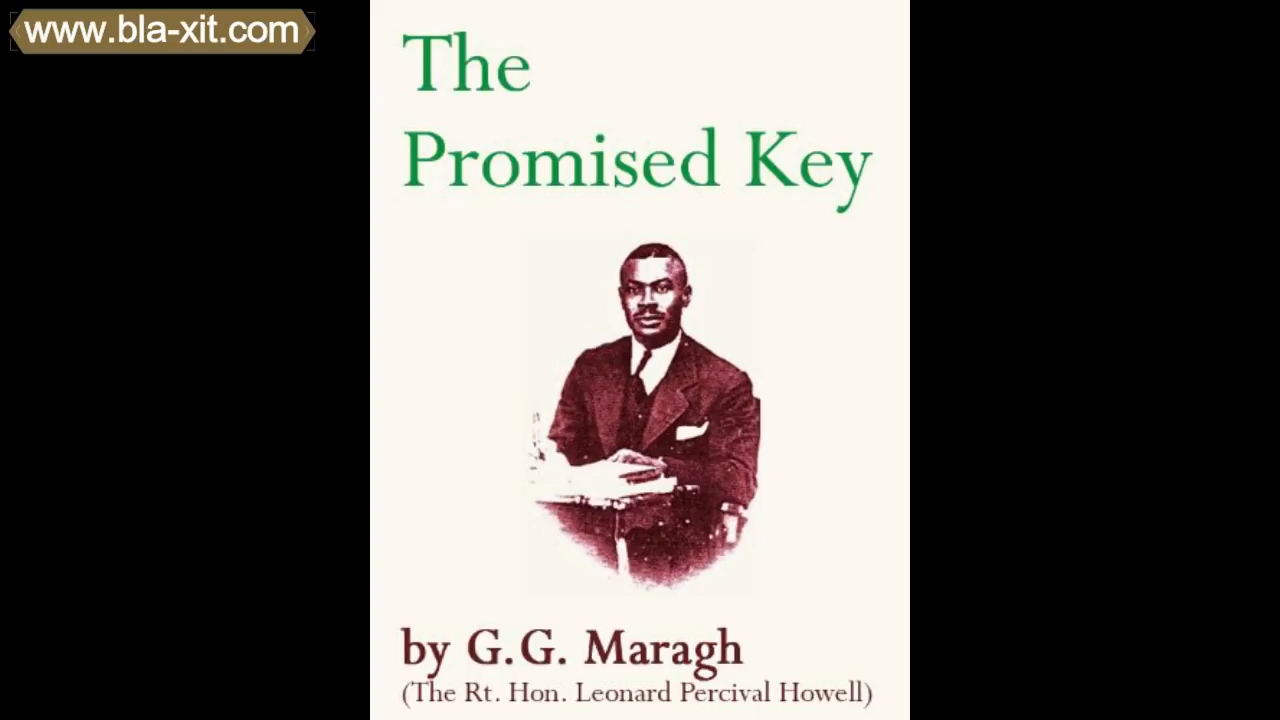 www.bla-xit.com
The
Promised Key
by G.G. Maragh
(The Rt. Hon. Leonard Percival Howell)